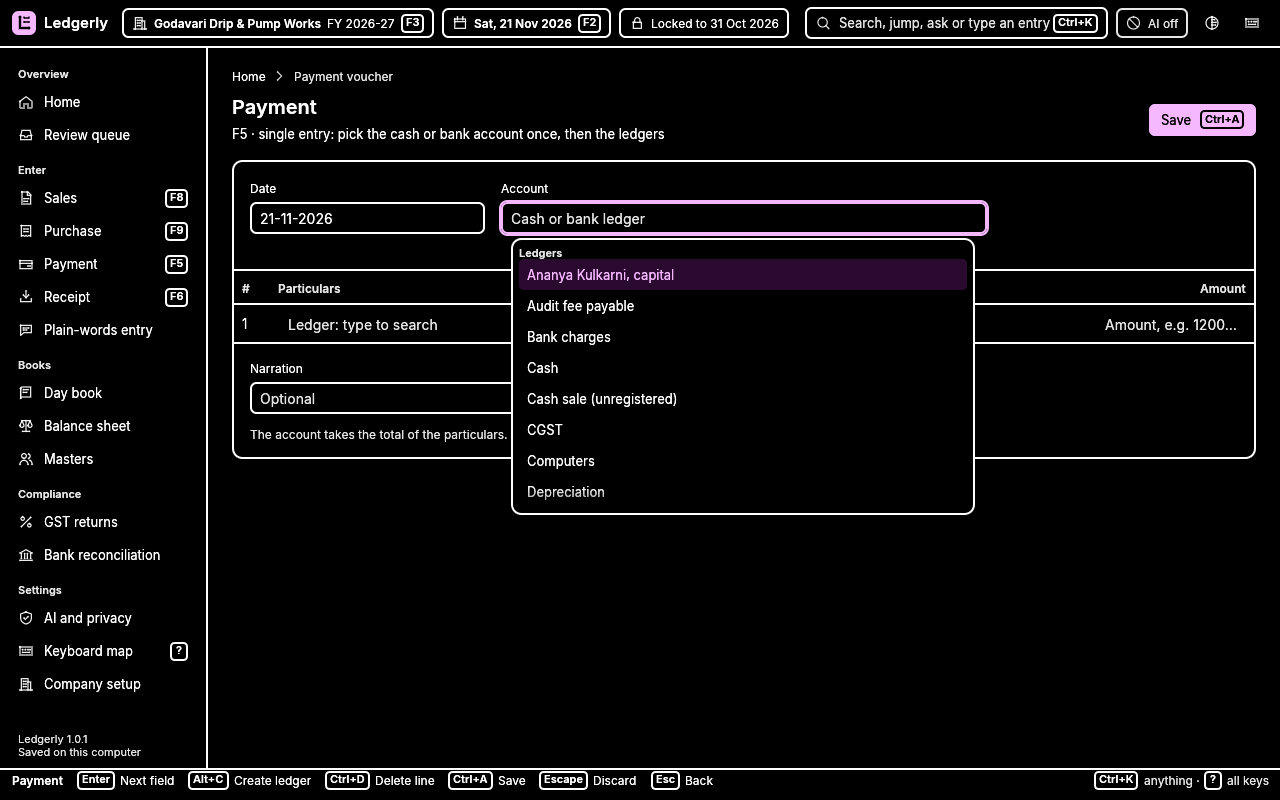 Ledgerly
Godavari Drip & Pump Works FY 2026-27 F3
Sat, 21 Nov 2026 F2
Locked to 31 Oct 2026
Search, jump, ask or type an entry Ctrl+K
AI off
Overview
Home
Review queue
Enter
Sales F8
Purchase F9
Payment F5
Receipt F6
Plain-words entry
Books
Day book
Balance sheet
Masters
Compliance
GST returns
Bank reconciliation
Settings
AI and privacy
Keyboard map ?
Company setup
Ledgerly 1.0.1
Saved on this computer
Home Payment voucher
Payment
F5 · single entry: pick the cash or bank account once, then the ledgers
Save Ctrl+A
Date
21-11-2026
Account
Cash or bank ledger
Ledgers
Ananya Kulkarni, capital
Audit fee payable
Bank charges
Cash
Cash sale (unregistered)
CGST
Computers
Depreciation
# Particulars Amount
1 Ledger: type to search Amount, e.g. 1200...
Narration
Optional
The account takes the total of the particulars.
Payment Enter Next field Alt+C Create ledger Ctrl+D Delete line Ctrl+A Save Escape Discard Esc Back Ctrl+K anything · ? all keys